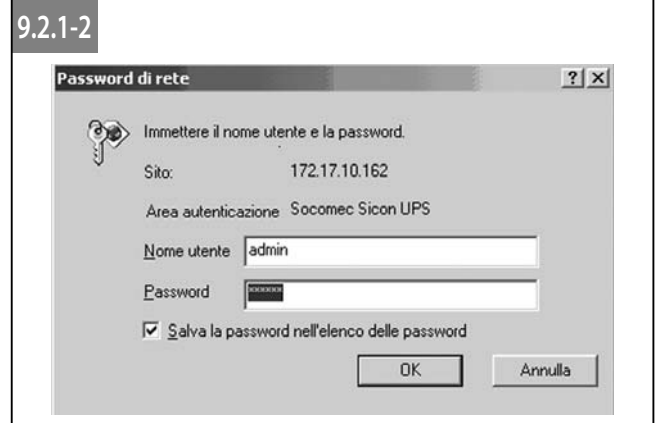 9.2.1-2
Password di rete
Immettere il nome utente e la password.
Sito: 172.17.10.162
Area autenticazione Socomec Sicon UPS
Nome utente admin
Password xxxxxx
Salva la password nell'elenco delle password
OK Annulla